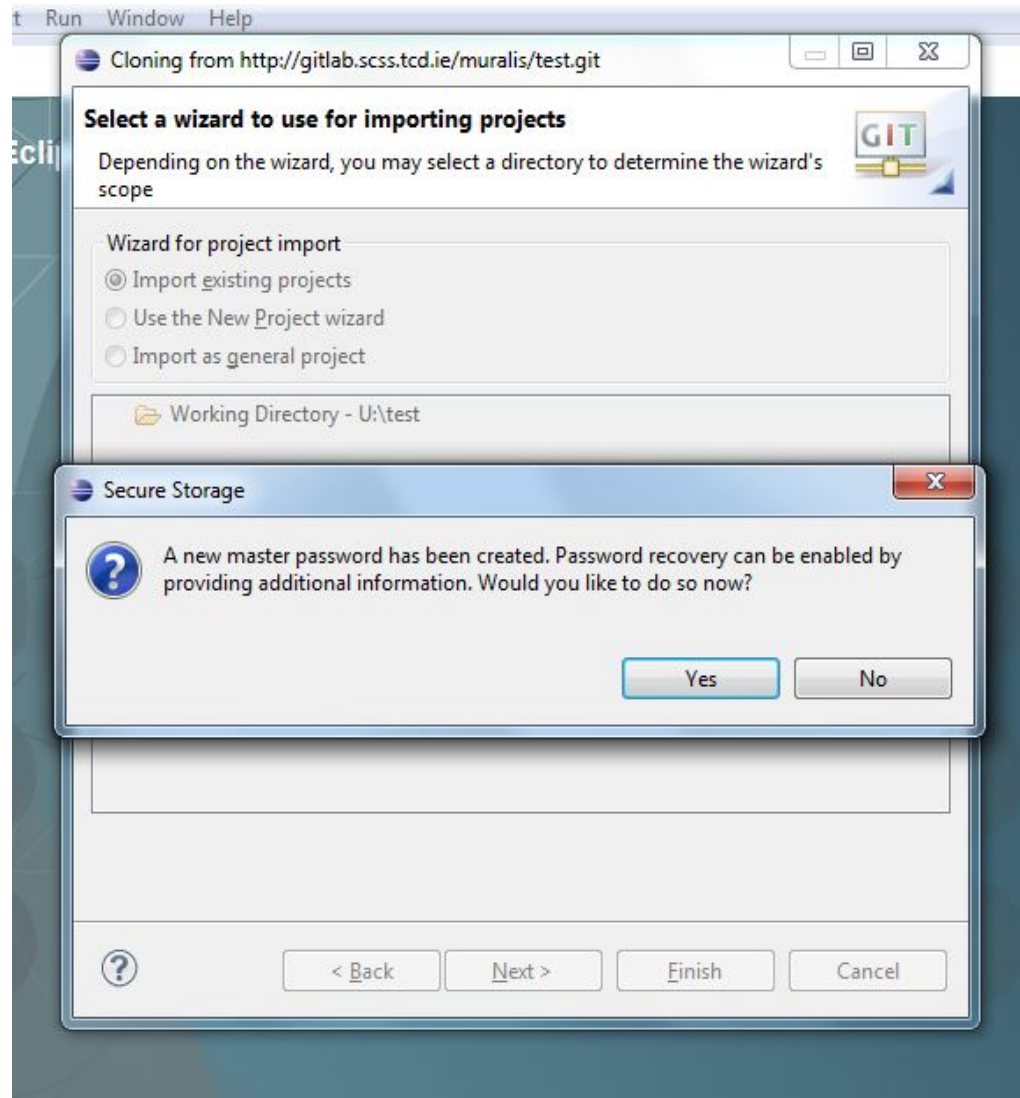 t Run Window Help
Cloning from http://gitlab.scss.tcd.ie/muralis/test.git
Select a wizard to use for importing projects
Depending on the wizard, you may select a directory to determine the wizard's
scope
GIT
Ecli
Wizard for project import
Import existing projects
Use the New Project wizard
Import as general project
Working Directory - U:\test
Secure Storage
A new master password has been created. Password recovery can be enabled by
providing additional information. Would you like to do so now?
Yes No
< Back Next > Finish Cancel